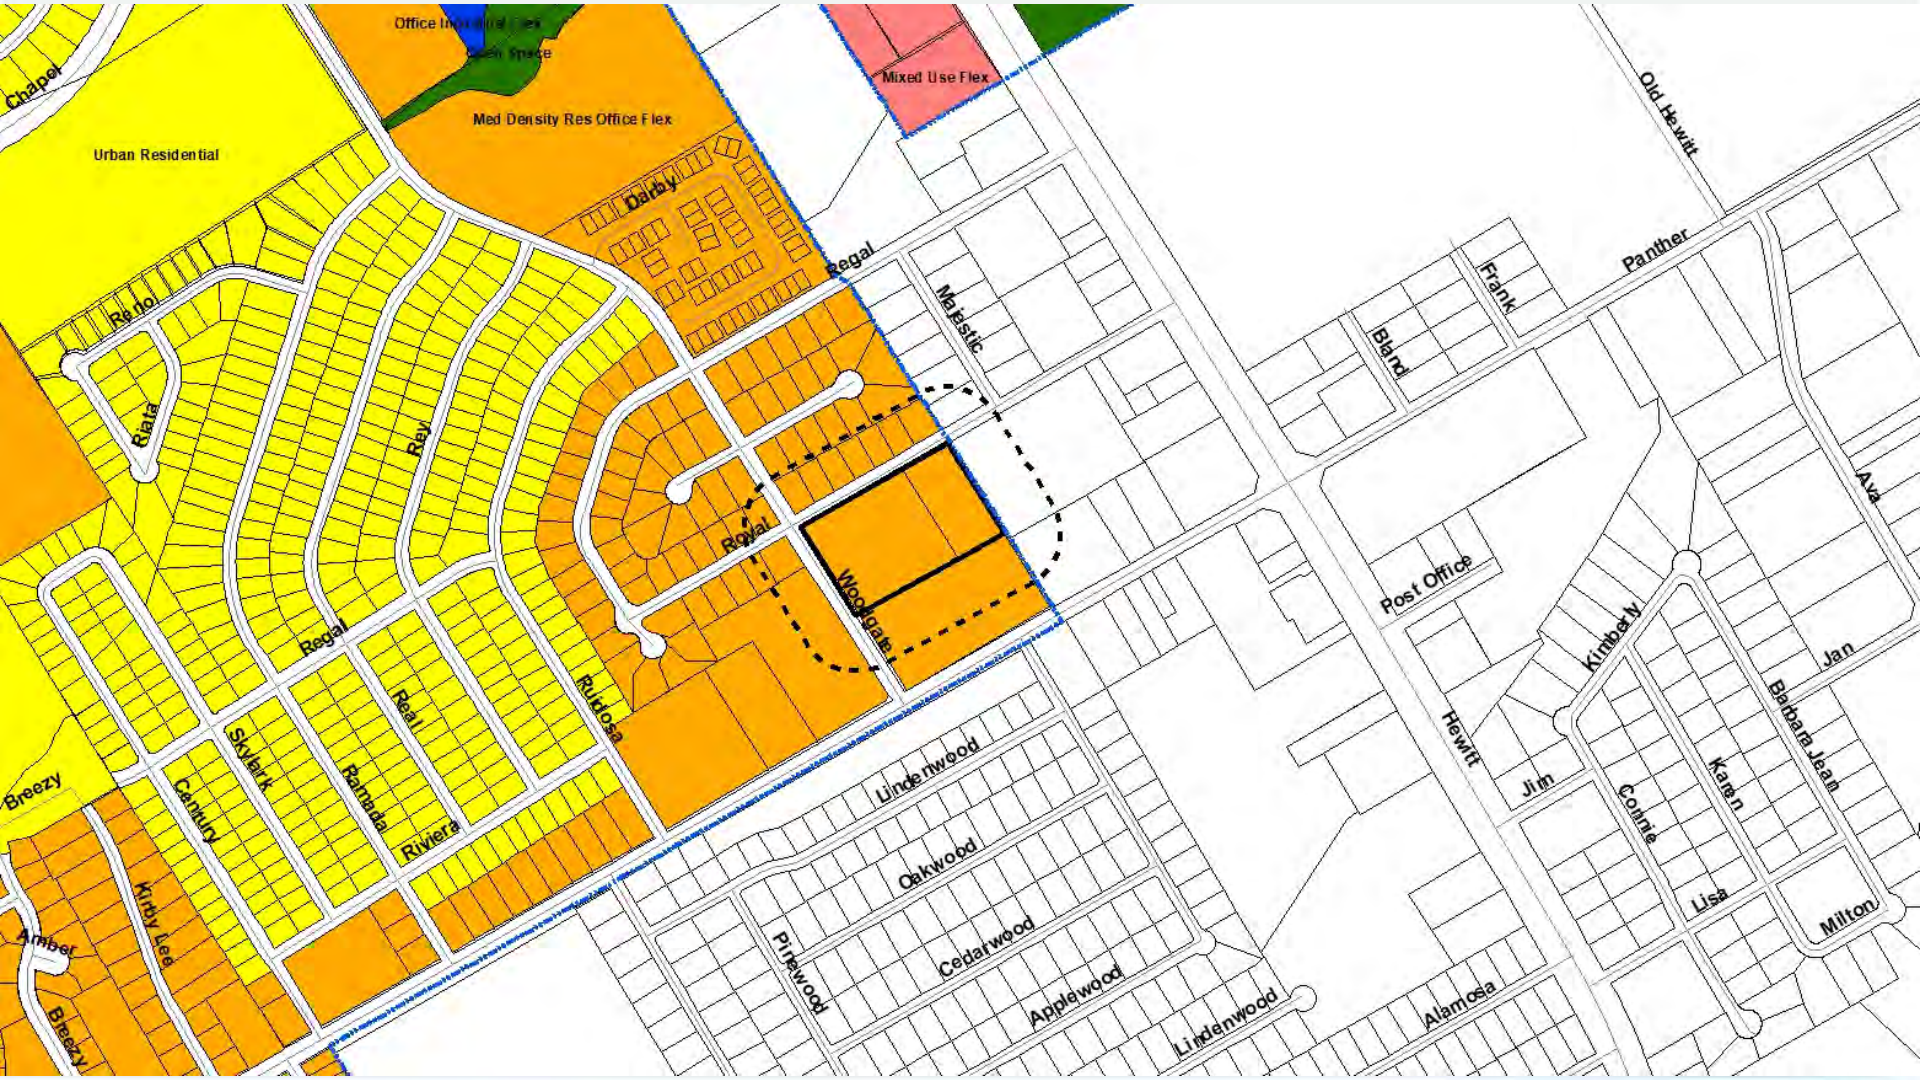 Office Industrial Flex
Open Space
Mixed Use Flex
Chapel
Old Hewitt
Med Density Res Office Flex
Urban Residential
Darby
Regal
Panther
Frank
Reno
Majestic
Bland
Riata
Rey
Ava
Royal
Woodgate
Post Office
Kimberly
Regal
Jan
Ruidosa
Real
Barbara Jean
Hewitt
Skylark
Lindenwood
Karen
Breezy
Century
Ramada
Jim
Connie
Riviera
Oakwood
Lisa
Kirby Lee
Milton
Amber
Cedarwood
Pinewood
Applewood
Alamosa
Lindenwood
Breezy